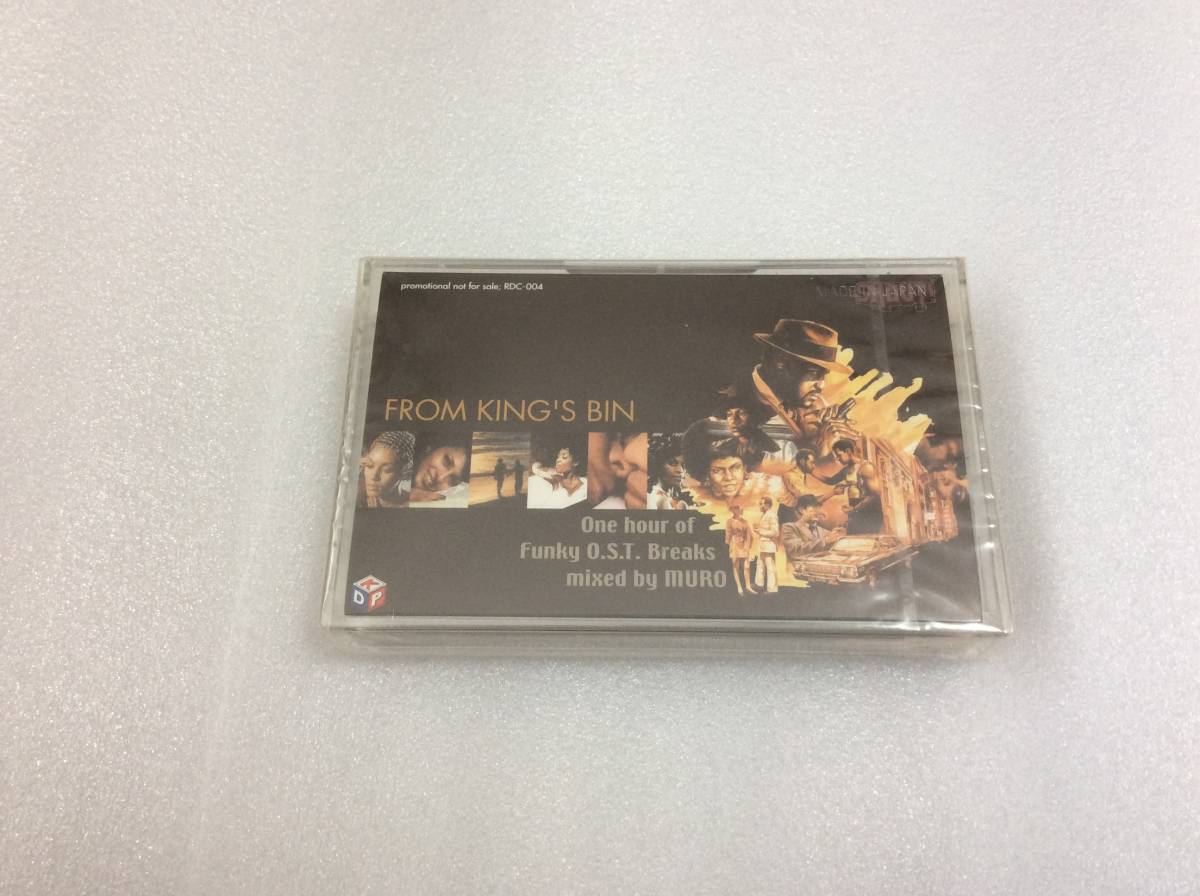 promotional not for sale; RDC-004
MADE IN JAPAN
FROM KING'S BIN
One hour of
Funky O.S.T. Breaks
mixed by MURO
K
D P